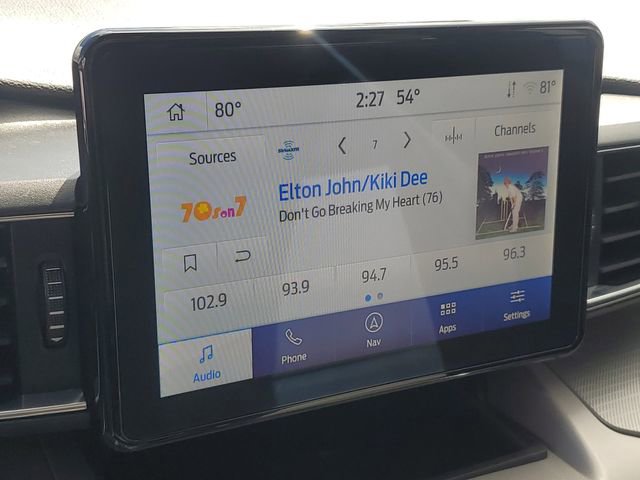 80°
2:27
54°
81°
Sources
SiriusXM
7
Channels
70s on 7
Elton John/Kiki Dee
Don't Go Breaking My Heart (76)
102.9
93.9
94.7
95.5
96.3
Audio
Phone
Nav
Apps
Settings